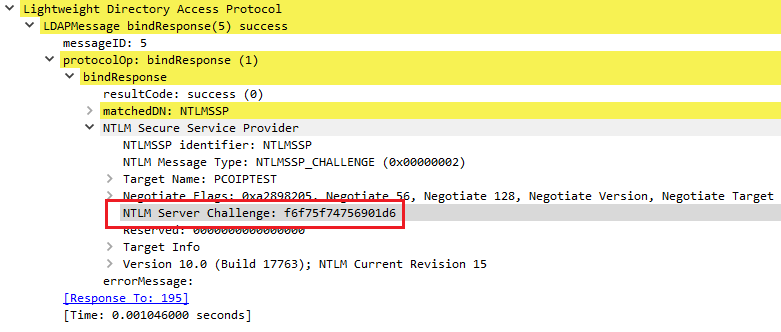 Lightweight Directory Access Protocol
LDAPMessage bindResponse(5) success
messageID: 5
protocolOp: bindResponse (1)
bindResponse
resultCode: success (0)
matchedDN: NTLMSSP
NTLM Secure Service Provider
NTLMSSP identifier: NTLMSSP
NTLM Message Type: NTLMSSP_CHALLENGE (0x00000002)
Target Name: PCOIPTEST
Negotiate Flags: 0xa2898205, Negotiate 56, Negotiate 128, Negotiate Version, Negotiate Target
NTLM Server Challenge: f6f75f74756901d6
Reserved: 0000000000000000
Target Info
Version 10.0 (Build 17763); NTLM Current Revision 15
errorMessage:
[Response To: 195]
[Time: 0.001046000 seconds]